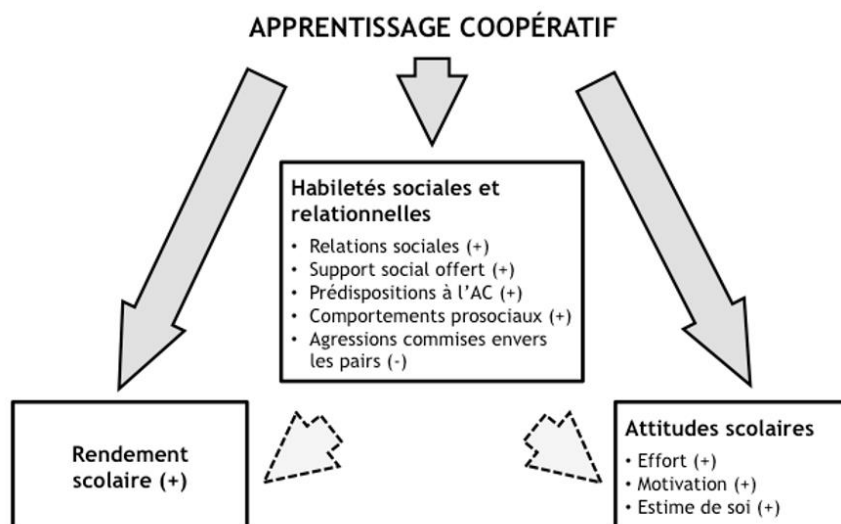 APPRENTISSAGE COOPÉRATIF
Habiletés sociales et
relationnelles
• Relations sociales (+)
• Support social offert (+)
• Prédispositions à l'AC (+)
• Comportements prosociaux (+)
• Agressions commises envers
les pairs (-)
Rendement
scolaire (+)
Attitudes scolaires
• Effort (+)
• Motivation (+)
• Estime de soi (+)